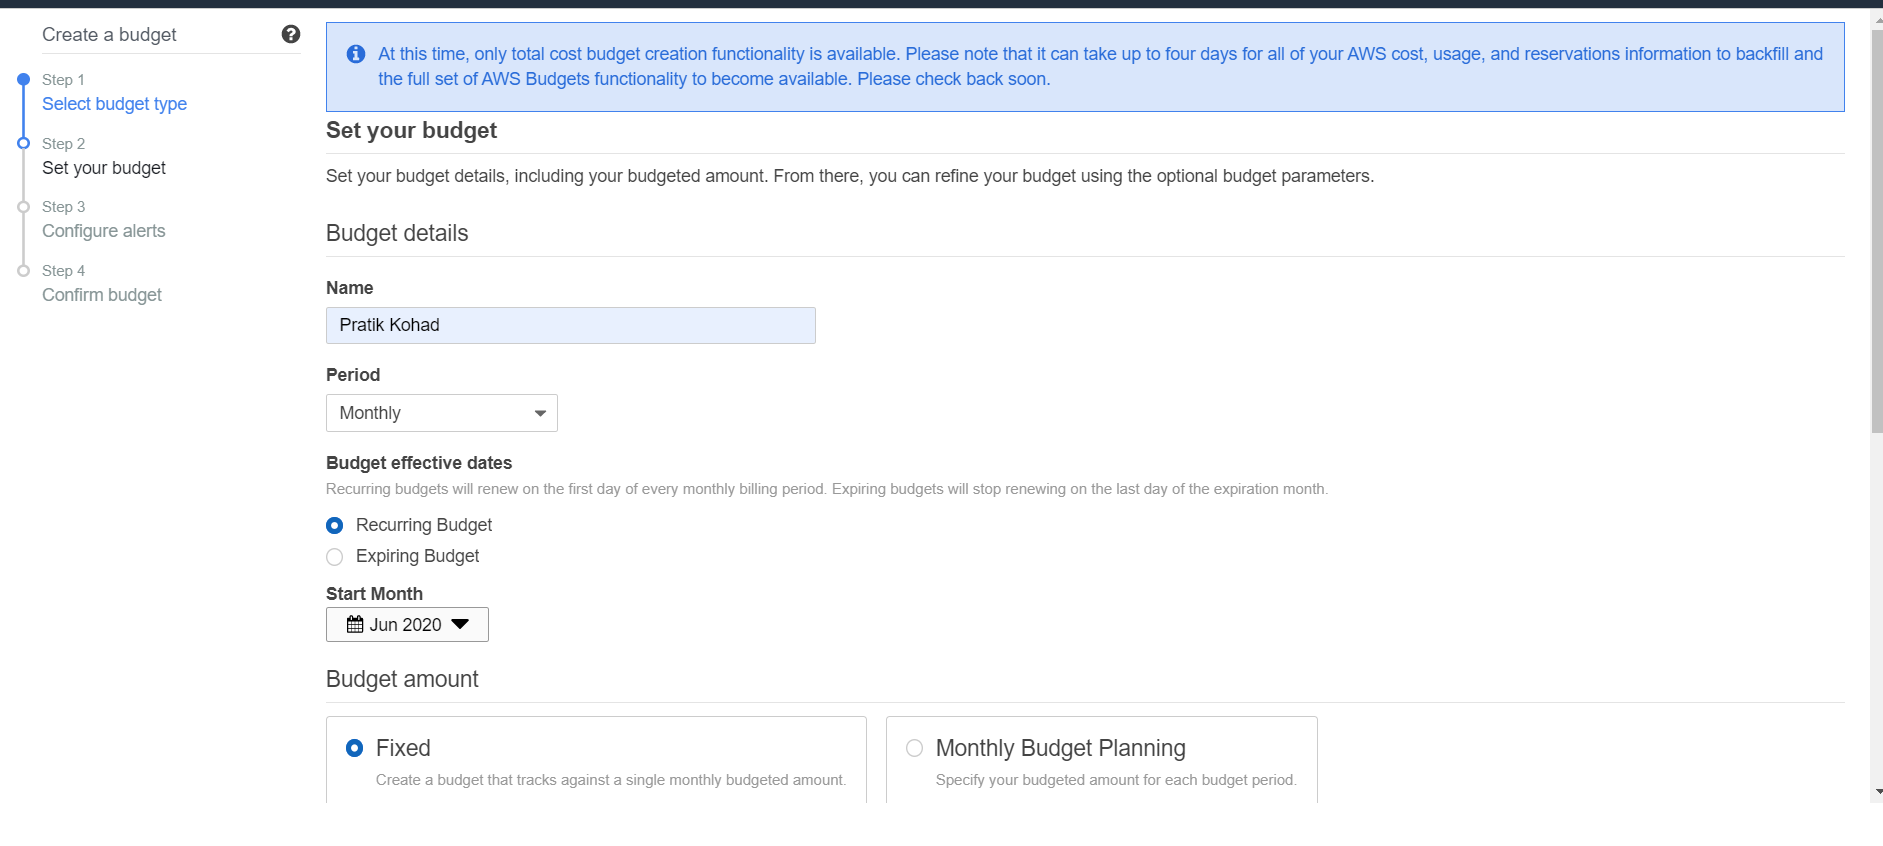 Create a budget
Step 1
Select budget type
Step 2
Set your budget
Step 3
Configure alerts
Step 4
Confirm budget
At this time, only total cost budget creation functionality is available. Please note that it can take up to four days for all of your AWS cost, usage, and reservations information to backfill and
the full set of AWS Budgets functionality to become available. Please check back soon.
Set your budget
Set your budget details, including your budgeted amount. From there, you can refine your budget using the optional budget parameters.
Budget details
Name
Pratik Kohad
Period
Monthly
Budget effective dates
Recurring budgets will renew on the first day of every monthly billing period. Expiring budgets will stop renewing on the last day of the expiration month.
Recurring Budget
Expiring Budget
Start Month
Jun 2020
Budget amount
Fixed
Create a budget that tracks against a single monthly budgeted amount.
Monthly Budget Planning
Specify your budgeted amount for each budget period.